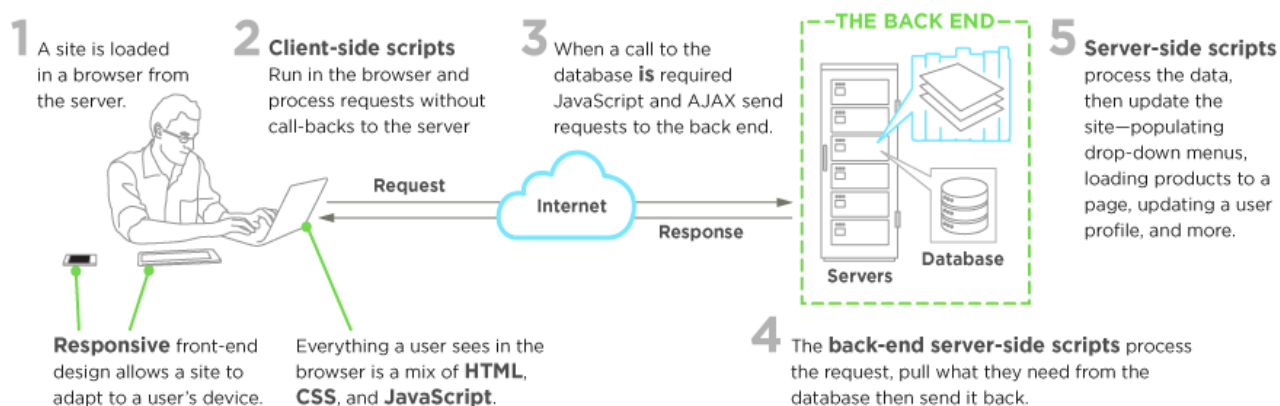 1
A site is loaded
in a browser from
the server.
2
Client-side scripts
Run in the browser and
process requests without
call-backs to the server
3
When a call to the
database is required
JavaScript and AJAX send
requests to the back end.
THE BACK END
Servers
Database
5
Server-side scripts
process the data,
then update the
site—populating
drop-down menus,
loading products to a
page, updating a user
profile, and more.
Request
Internet
Response
Responsive front-end
design allows a site to
adapt to a user's device.
Everything a user sees in the
browser is a mix of HTML,
CSS, and JavaScript.
4
The back-end server-side scripts process
the request, pull what they need from the
database then send it back.